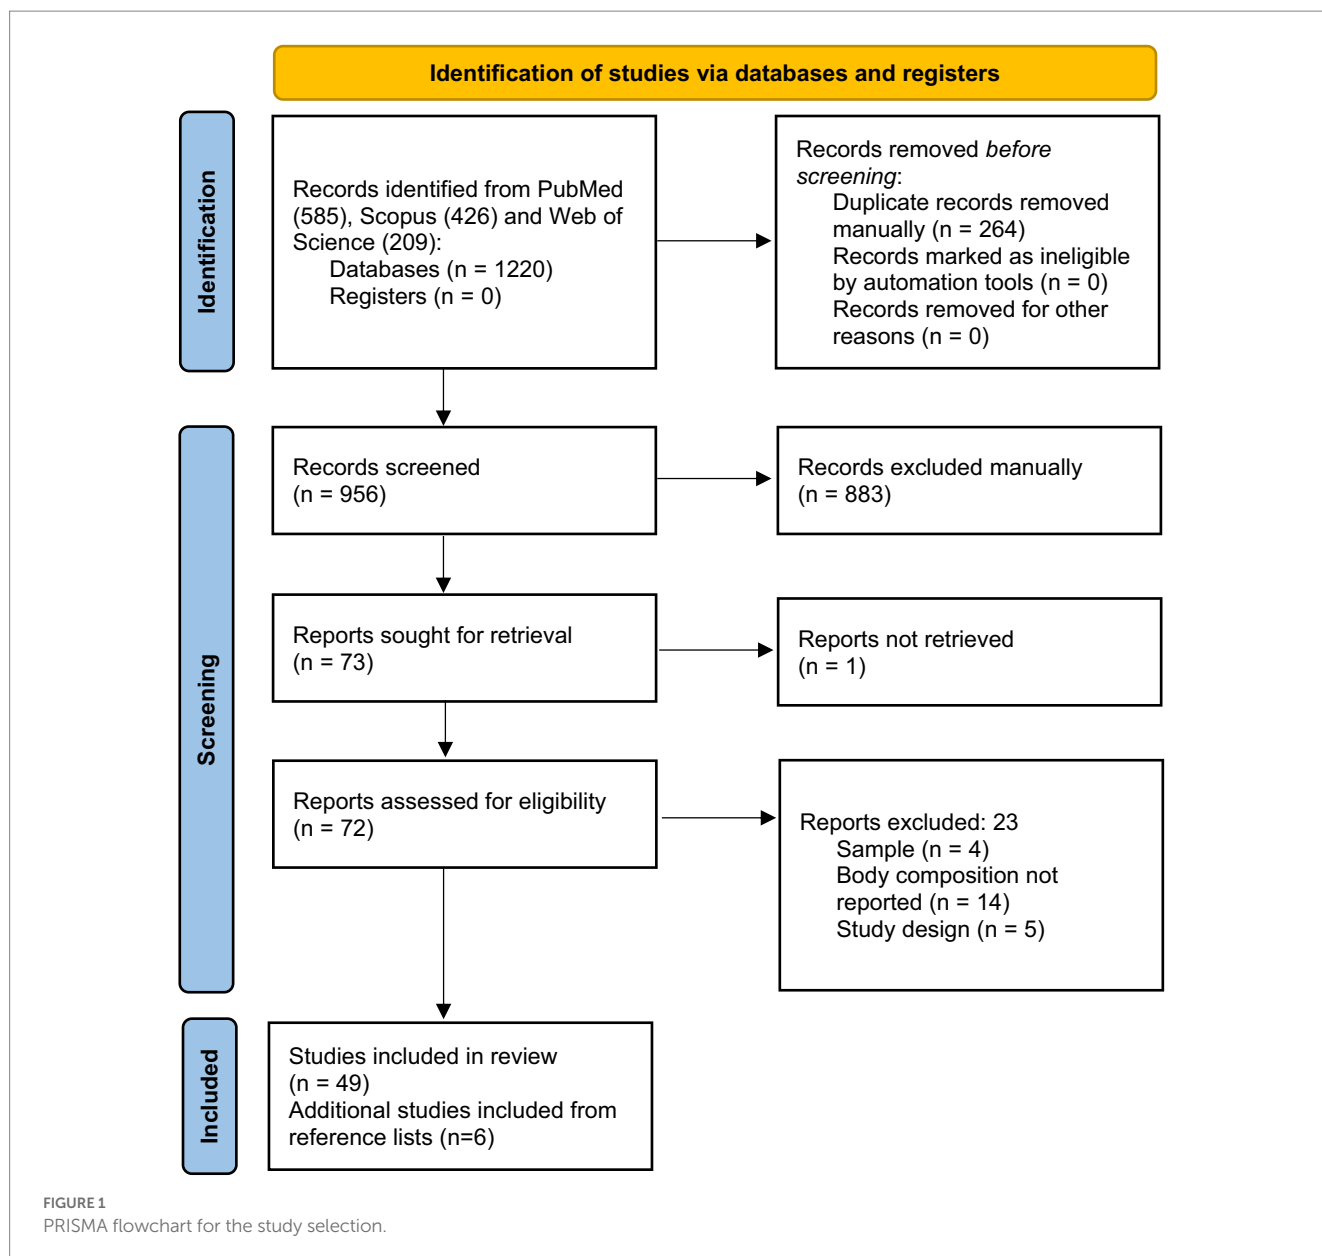 Identification of studies via databases and registers
Identification
Records identified from PubMed
(585), Scopus (426) and Web of
Science (209):
Databases (n = 1220)
Registers (n = 0)
Records removed before
screening:
Duplicate records removed
manually (n = 264)
Records marked as ineligible
by automation tools (n = 0)
Records removed for other
reasons (n = 0)
Screening
Records screened
(n = 956)
Records excluded manually
(n = 883)
Reports sought for retrieval
(n = 73)
Reports not retrieved
(n = 1)
Reports assessed for eligibility
(n = 72)
Reports excluded: 23
Sample (n = 4)
Body composition not
reported (n = 14)
Study design (n = 5)
Included
Studies included in review
(n = 49)
Additional studies included from
reference lists (n=6)
FIGURE 1
PRISMA flowchart for the study selection.